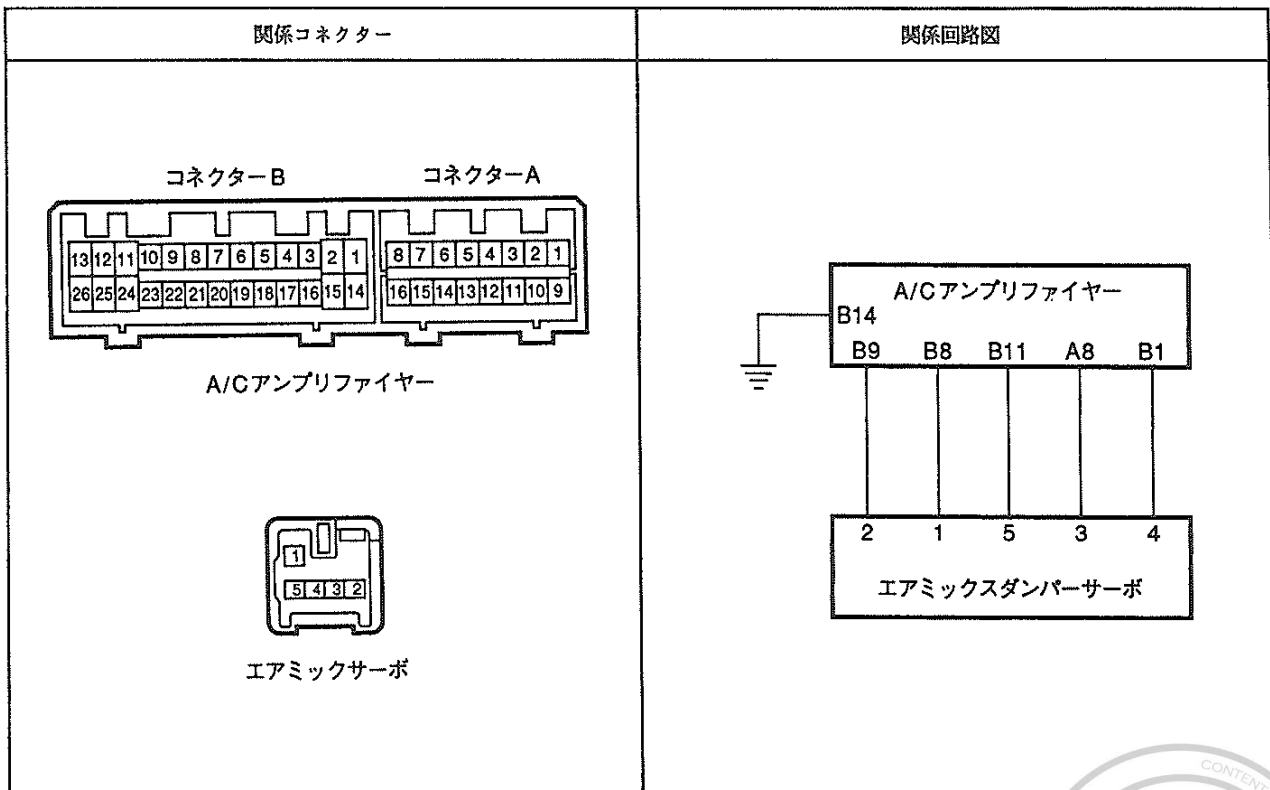 関係コネクター
関係回路図
コネクターB
コネクターA
13 12 11 10 9 8 7 6 5 4 3 2 1
8 7 6 5 4 3 2 1
26 25 24 23 22 21 20 19 18 17 16 15 14
16 15 14 13 12 11 10 9
A/Cアンプリファイヤー
1
5 4 3 2
エアミックサーボ
A/Cアンプリファイヤー
B14
B9 B8 B11 A8 B1
2 1 5 3 4
エアミックスダンパーサーボ